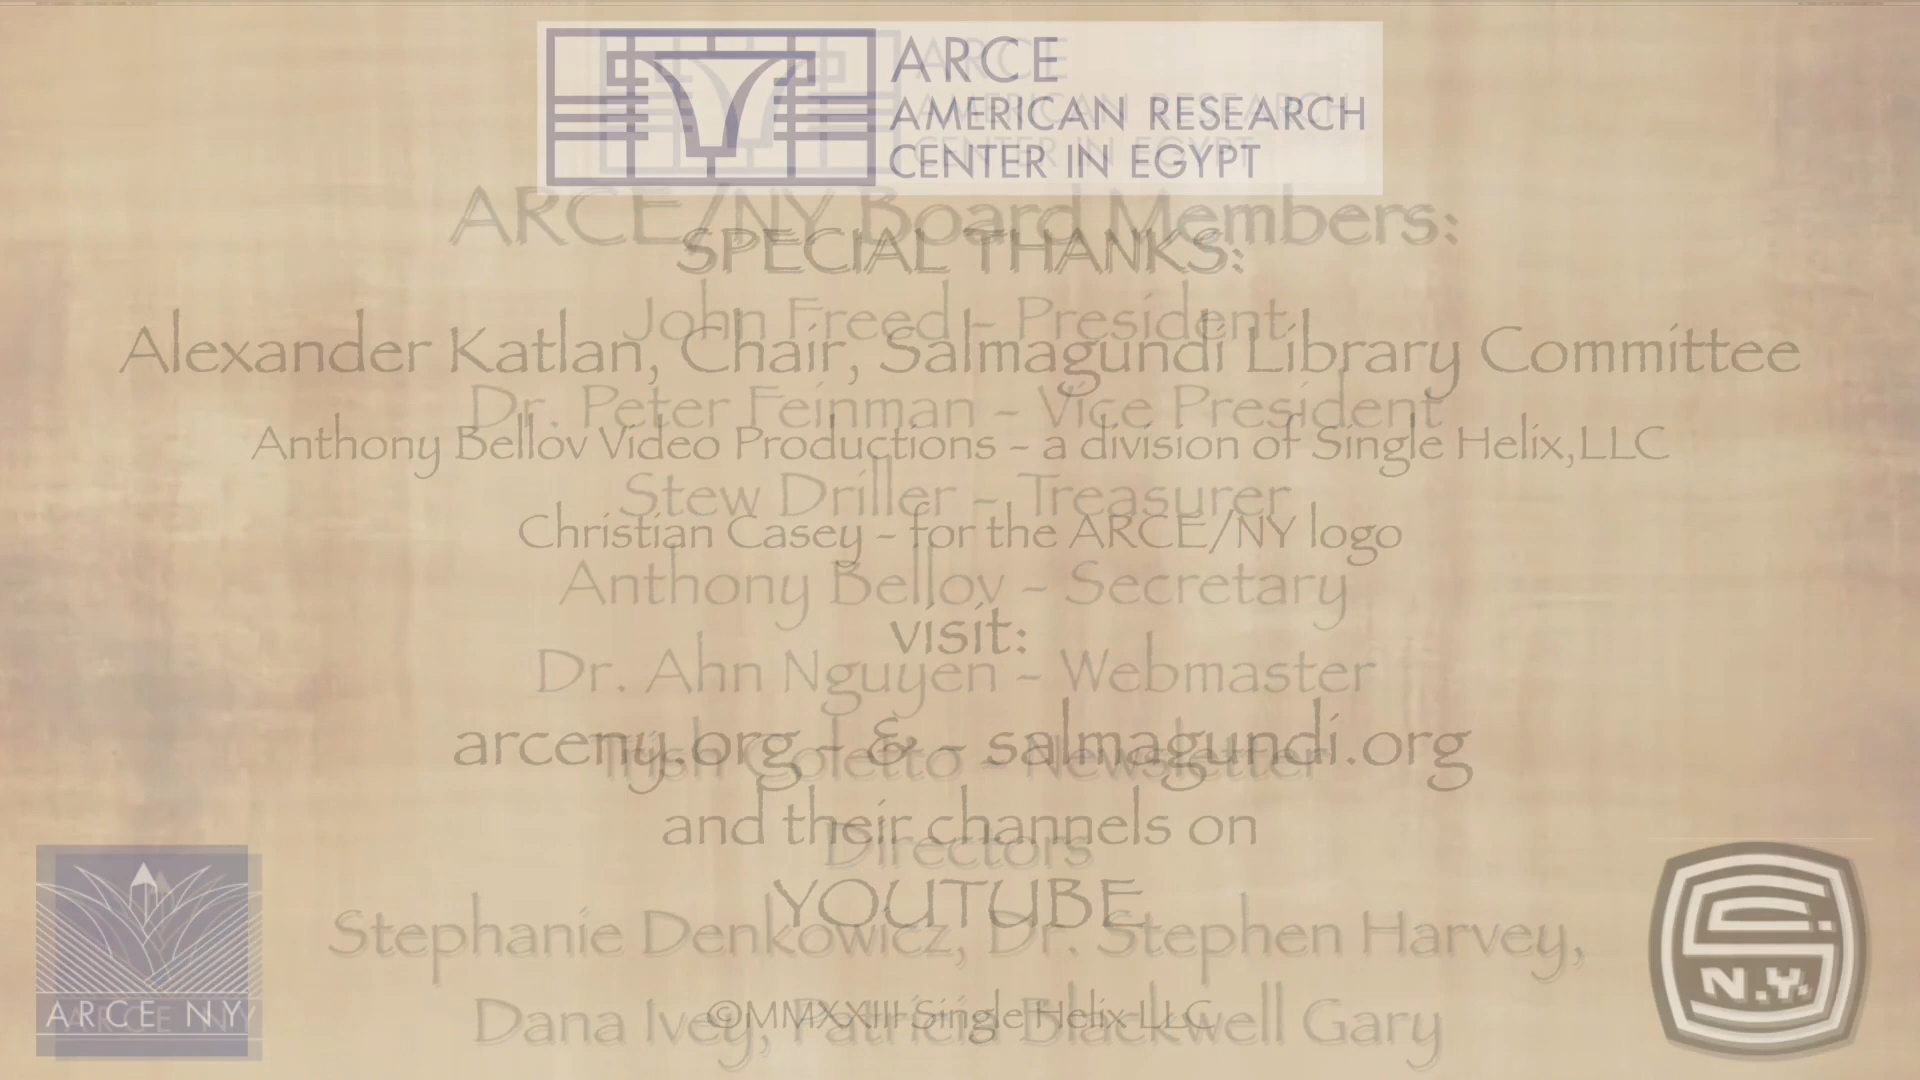 ARCE
AMERICAN RESEARCH
CENTER IN EGYPT
ARCE/NY Board Members:
SPECIAL THANKS:
John Freed - President
Alexander Katlan, Chair, Salmagundi Library Committee
Dr. Peter Feinman - Vice President
Anthony Bellov Video Productions - a division of Single Helix,LLC
Stew Driller - Treasurer
Christian Casey - for the ARCE/NY logo
Anthony Bellov - Secretary
visit:
Dr. Ahn Nguyen - Webmaster
arceny.org - & - salmagundi.org
Trish Coletto - Newsletter
and their channels on
Directors
YOUTUBE
Stephanie Denkowicz, Dr. Stephen Harvey,
Dana Ivey, Patricia Blackwell Gary
©MMXXIII Single Helix LLC
ARCE NY
S
N.Y.